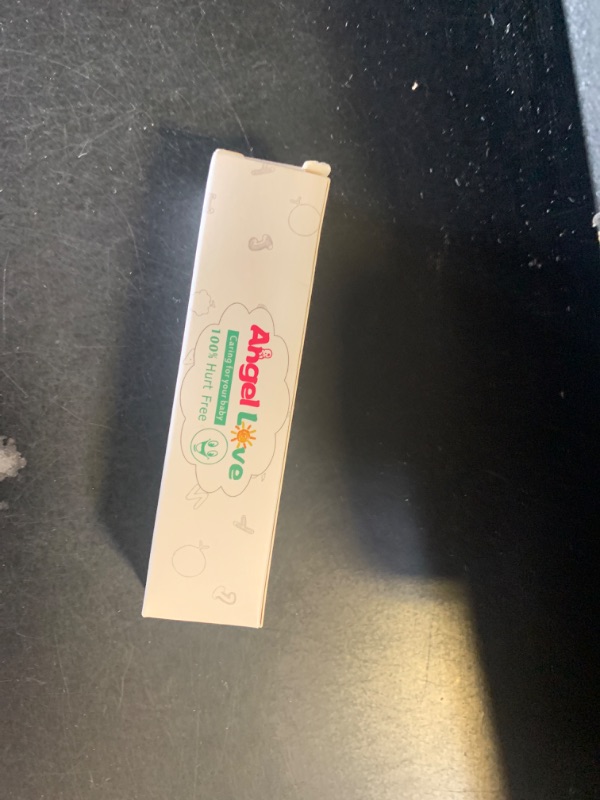 Angel Love
Caring for your baby
100% Hurt Free